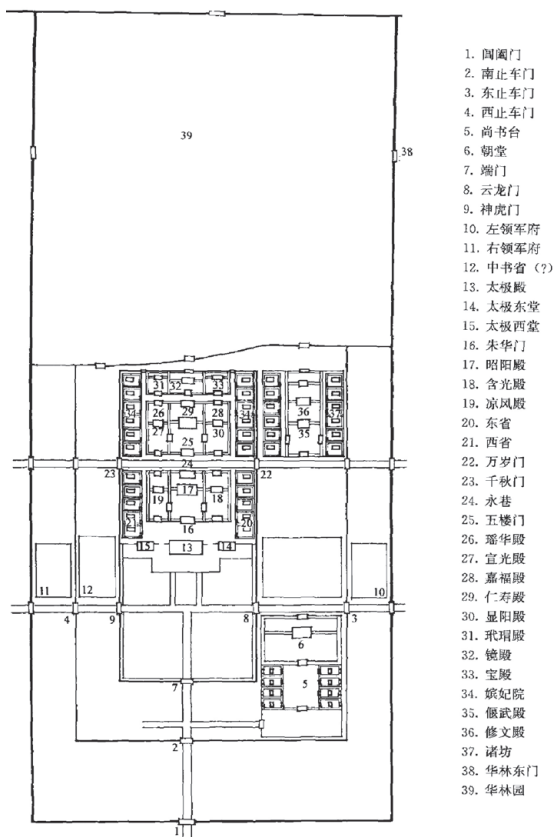 39
38
31 32 33
34 26 29 28 34 36 37
27 30 35
25
24
23 22
19 17 18
21 16 20
15 13 14
11 12 10
4 9 8 3
6
7 5
2
1
1. 阊阖门
2. 南止车门
3. 东止车门
4. 西止车门
5. 尚书台
6. 朝堂
7. 端门
8. 云龙门
9. 神虎门
10. 左领军府
11. 右领军府
12. 中书省 (?)
13. 太极殿
14. 太极东堂
15. 太极西堂
16. 朱华门
17. 昭阳殿
18. 含光殿
19. 凉风殿
20. 东省
21. 西省
22. 万岁门
23. 千秋门
24. 永巷
25. 五楼门
26. 瑶华殿
27. 宣光殿
28. 嘉福殿
29. 仁寿殿
30. 显阳殿
31. 玳瑁殿
32. 镜殿
33. 宝殿
34. 嫔妃院
35. 偃武殿
36. 修文殿
37. 诸坊
38. 华林东门
39. 华林园